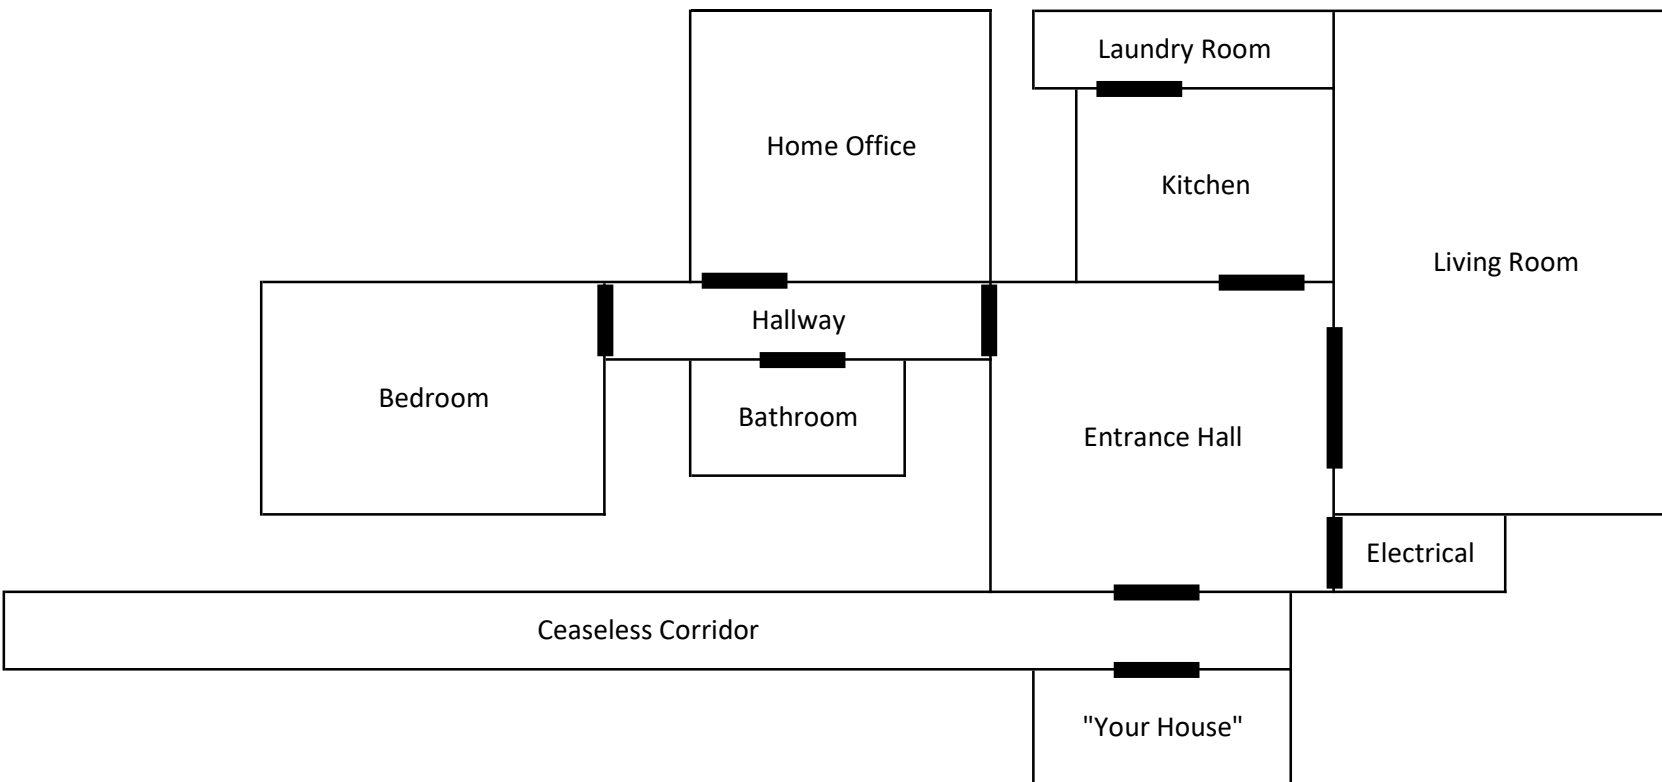 Laundry Room
Home Office
Kitchen
Living Room
Hallway
Bedroom
Bathroom
Entrance Hall
Electrical
Ceaseless Corridor
"Your House"